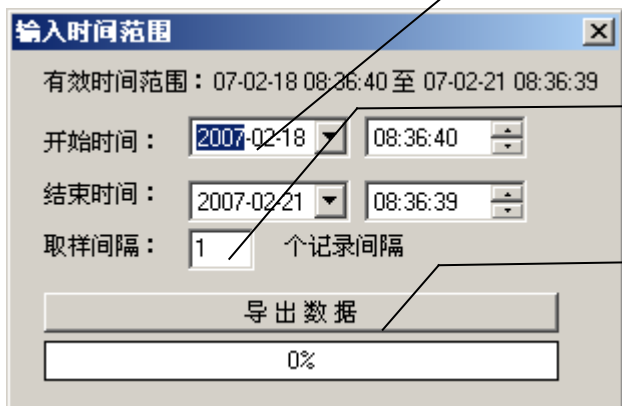 输入时间范围
有效时间范围：07-02-18 08:36:40 至 07-02-21 08:36:39
开始时间： 2007-02-18 08:36:40
结束时间： 2007-02-21 08:36:39
取样间隔： 1 个记录间隔
导出数据
0%